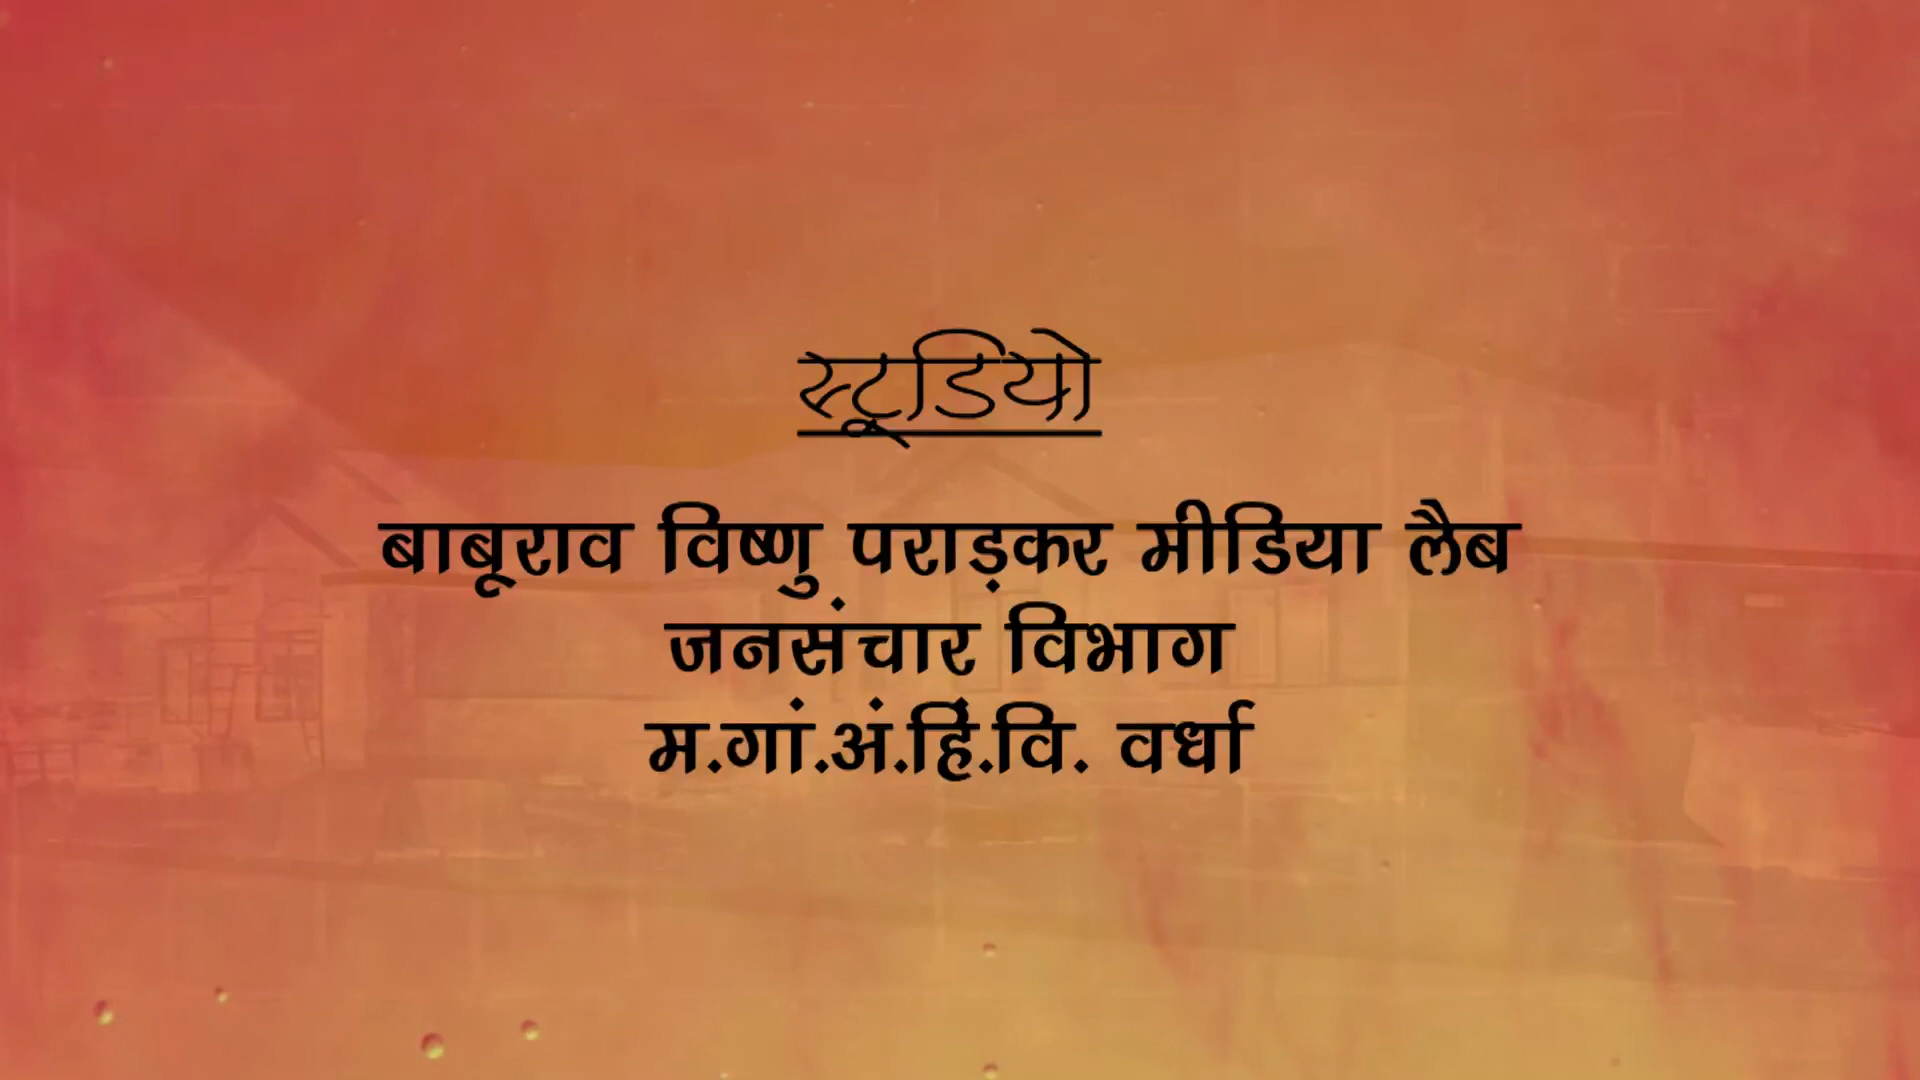 स्टूडियो
बाबूराव विष्णु पराड़कर मीडिया लैब
जनसंचार विभाग
म.गां.अं.हिं.वि. वर्धा